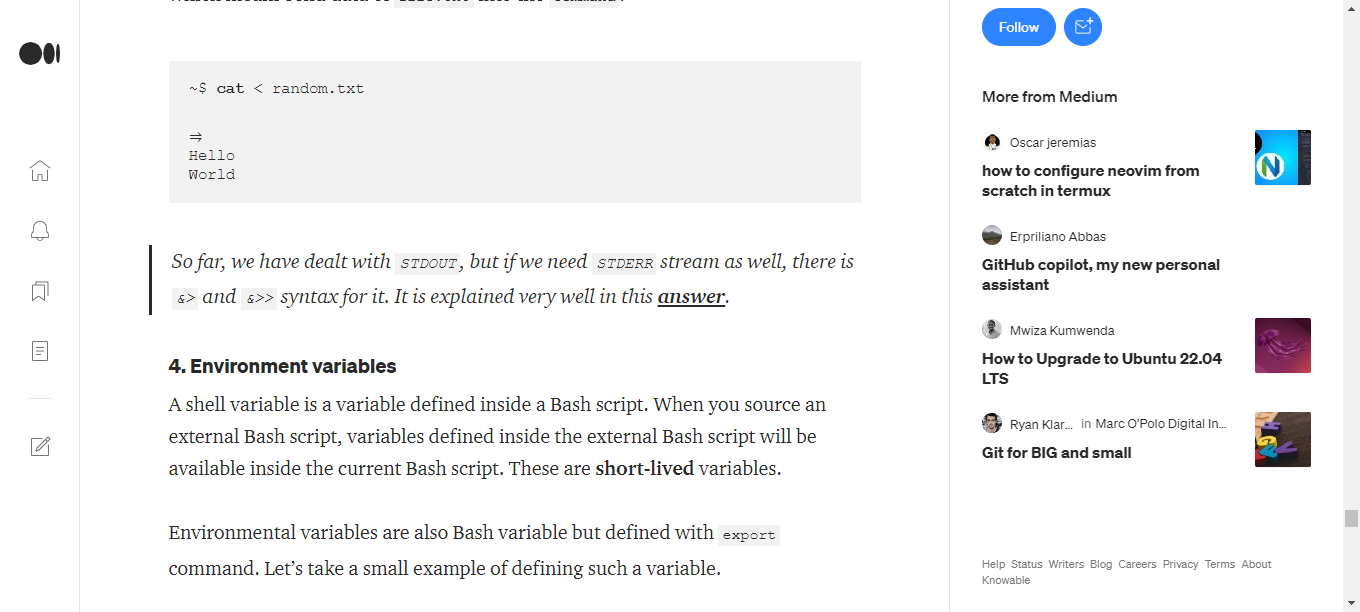 ~$ cat < random.txt
⇒
Hello
World
So far, we have dealt with STDOUT, but if we need STDERR stream as well, there is
&> and &>> syntax for it. It is explained very well in this answer.
4. Environment variables
A shell variable is a variable defined inside a Bash script. When you source an
external Bash script, variables defined inside the external Bash script will be
available inside the current Bash script. These are short-lived variables.
Environmental variables are also Bash variable but defined with export
command. Let’s take a small example of defining such a variable.
Follow
More from Medium
Oscar jeremias
how to configure neovim from
scratch in termux
Erpriliano Abbas
GitHub copilot, my new personal
assistant
Mwiza Kumwenda
How to Upgrade to Ubuntu 22.04
LTS
Ryan Klar... in Marc O’Polo Digital In...
Git for BIG and small
Help Status Writers Blog Careers Privacy Terms About
Knowable